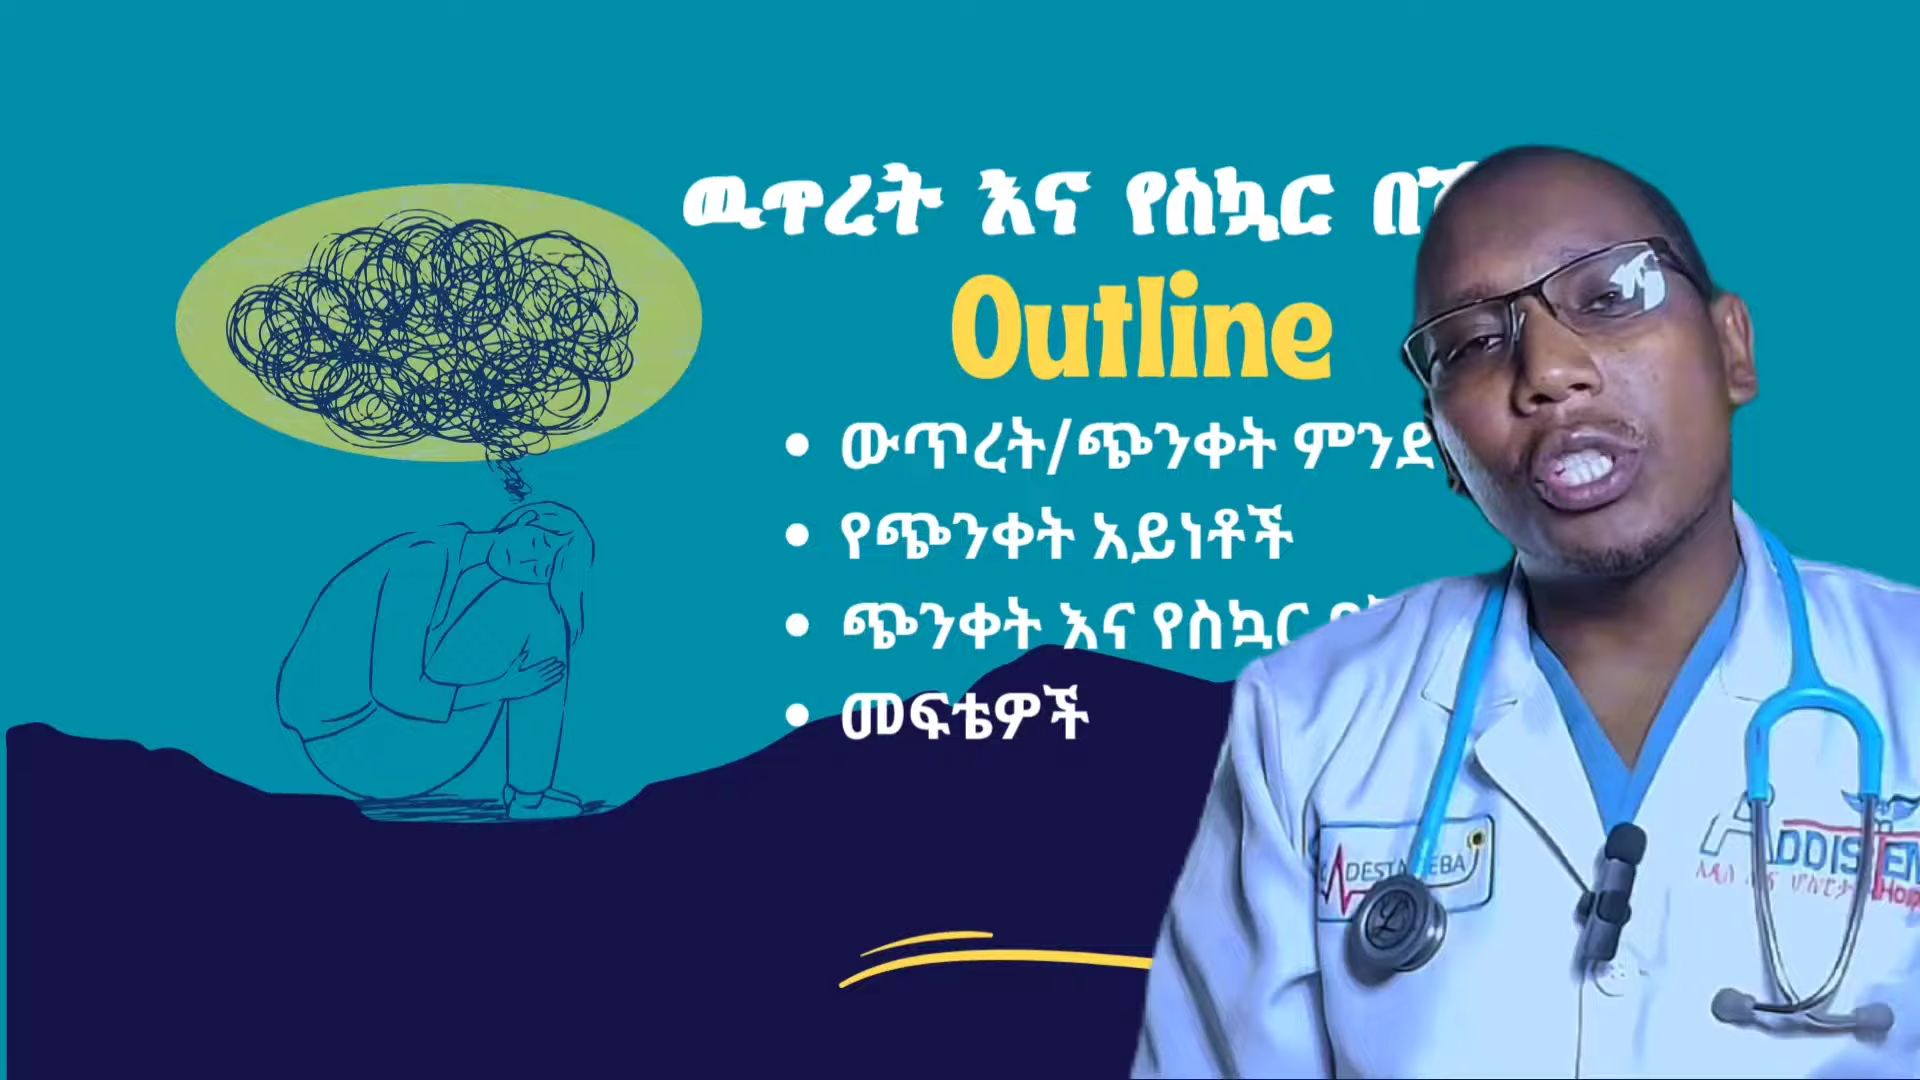 ዉጥረት እና የስኳር
Outline
• ውጥረት/ጭንቀት
• የጭንቀት አይነቶች
• ጭንቀት እና የስኳር
• መፍቴዎች